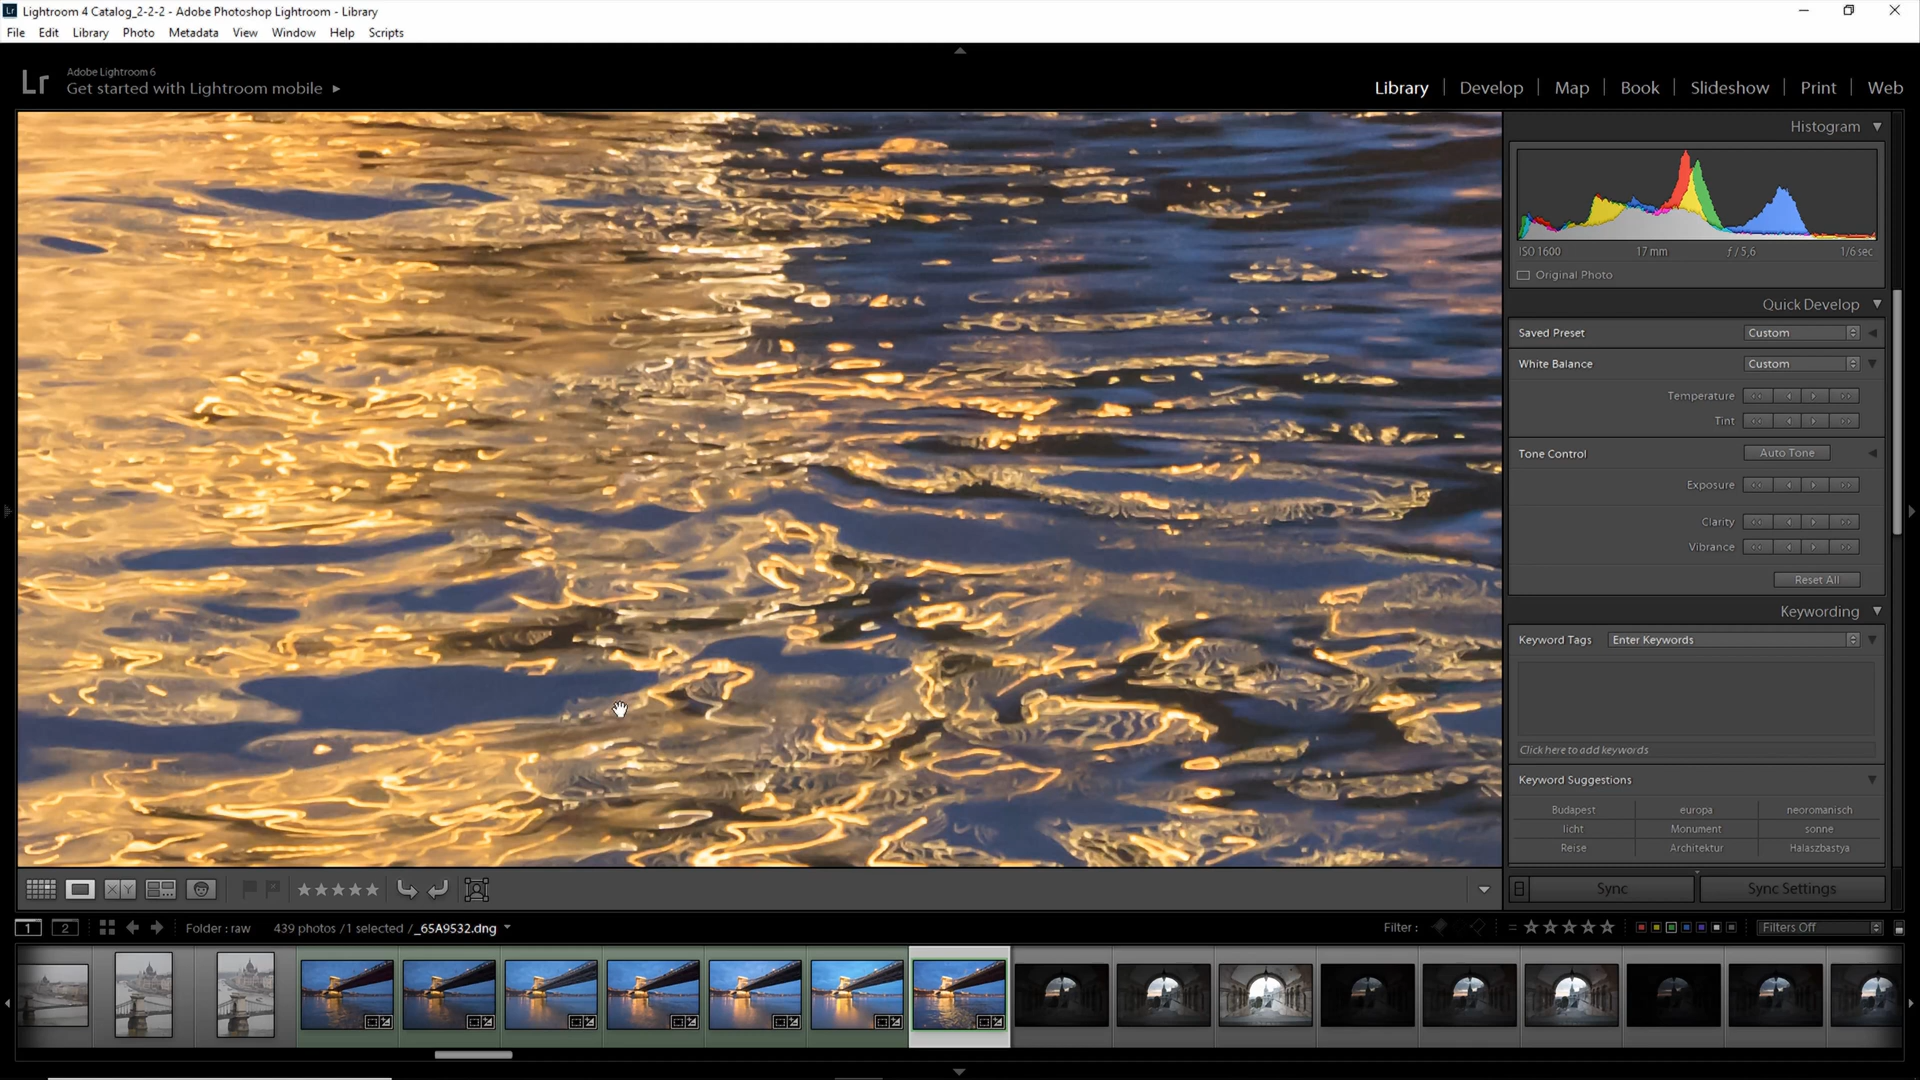 Lightroom 4 Catalog_2-2-2 - Adobe Photoshop Lightroom - Library
File Edit Library Photo Metadata View Window Help Scripts
Lr
Adobe Lightroom 6
Get started with Lightroom mobile
Library Develop Map Book Slideshow Print Web
Histogram
ISO 1600 17 mm ƒ / 5,6 1/6 sec
Original Photo
Quick Develop
Saved Preset Custom
White Balance Custom
Temperature
Tint
Tone Control Auto Tone
Exposure
Clarity
Vibrance
Reset All
Keywording
Keyword Tags Enter Keywords
Click here to add keywords
Keyword Suggestions
Budapest europa neoromanisch
licht Monument sonne
Reise Architektur Halaszbastya
XY
Sync Sync Settings
1 2 Folder : raw 439 photos / 1 selected / _65A9532.dng Filter : Filters Off